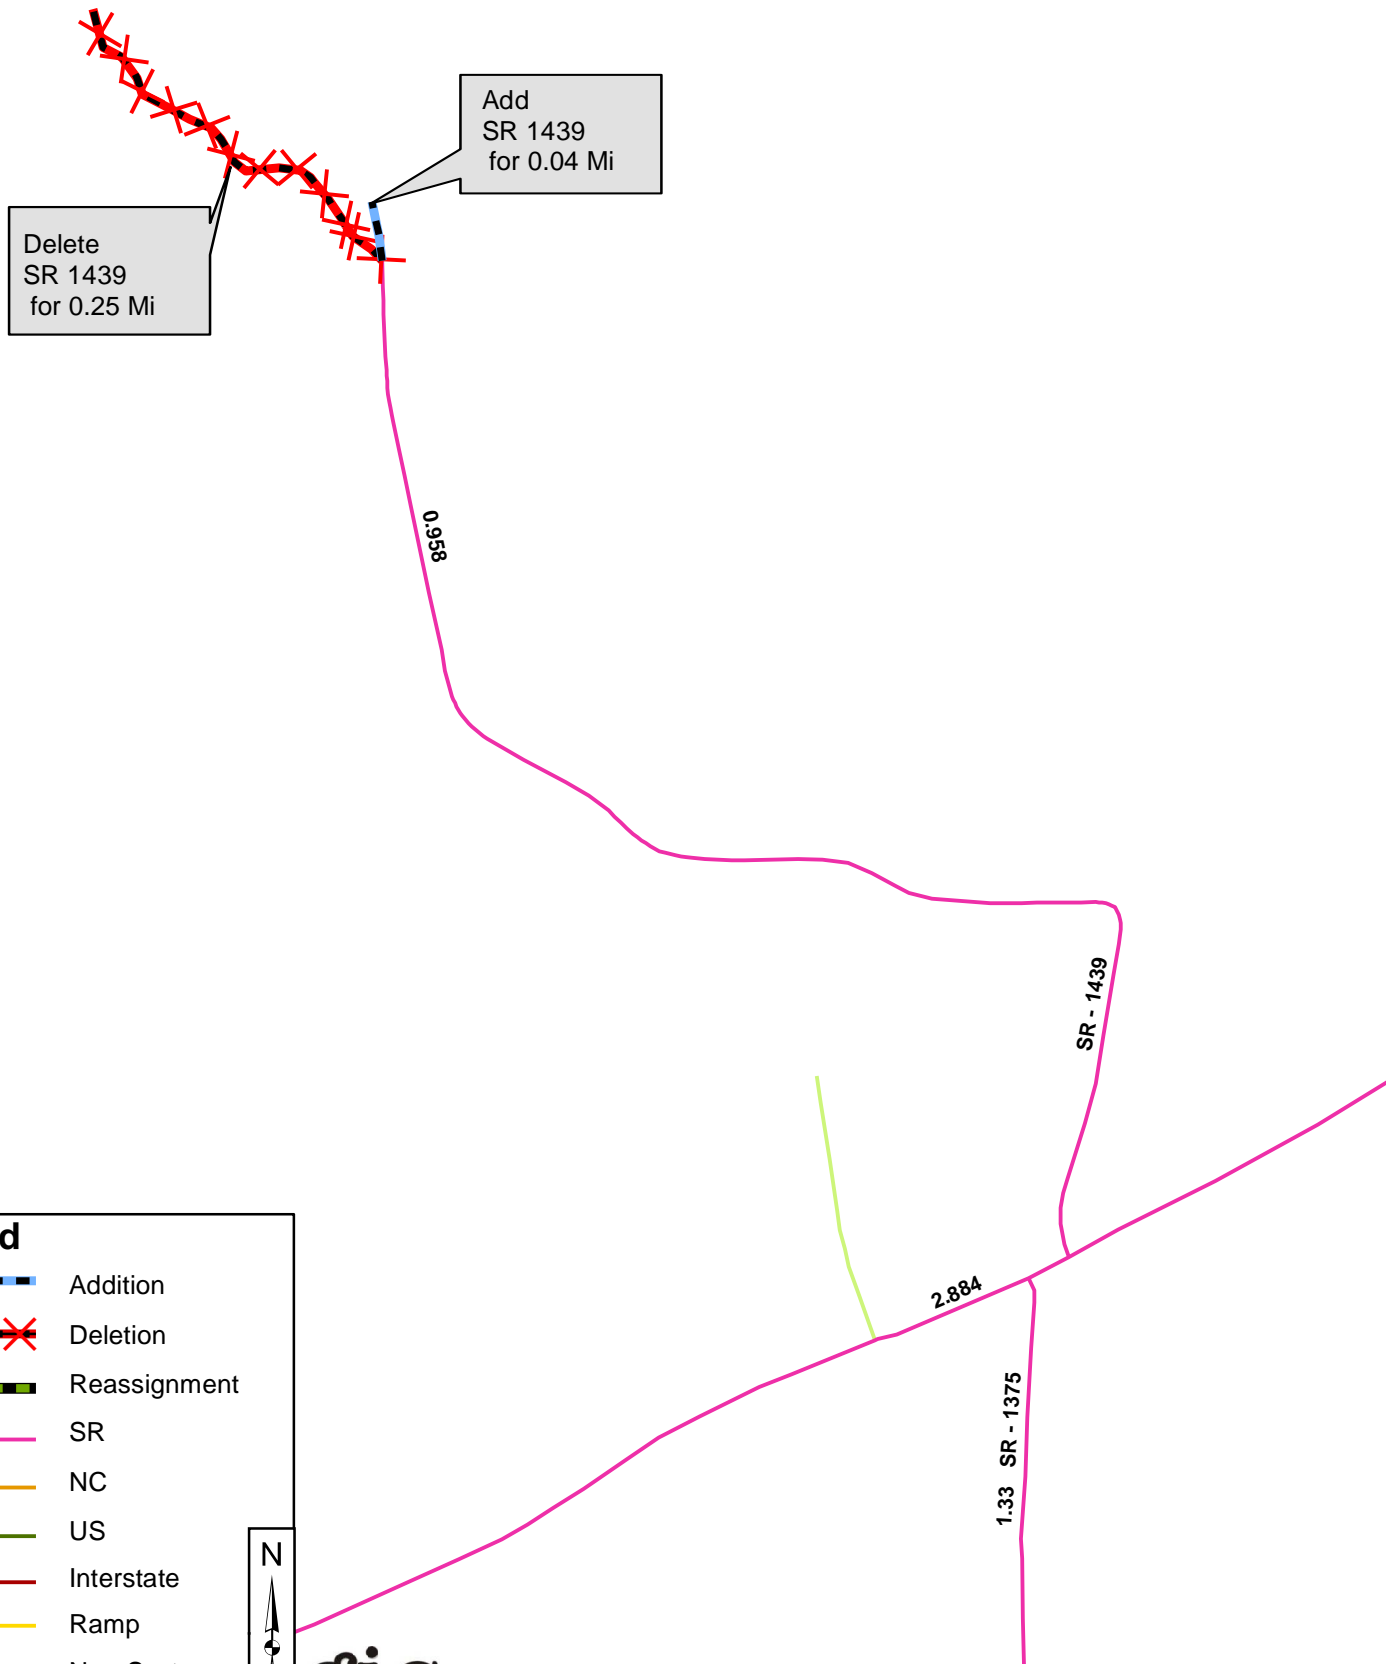 Add
SR 1439
for 0.04 Mi
Delete
SR 1439
for 0.25 Mi
0.958
SR - 1439
2.884
1.33 SR - 1375
d
Addition
Deletion
Reassignment
SR
NC
US
Interstate
Ramp
N